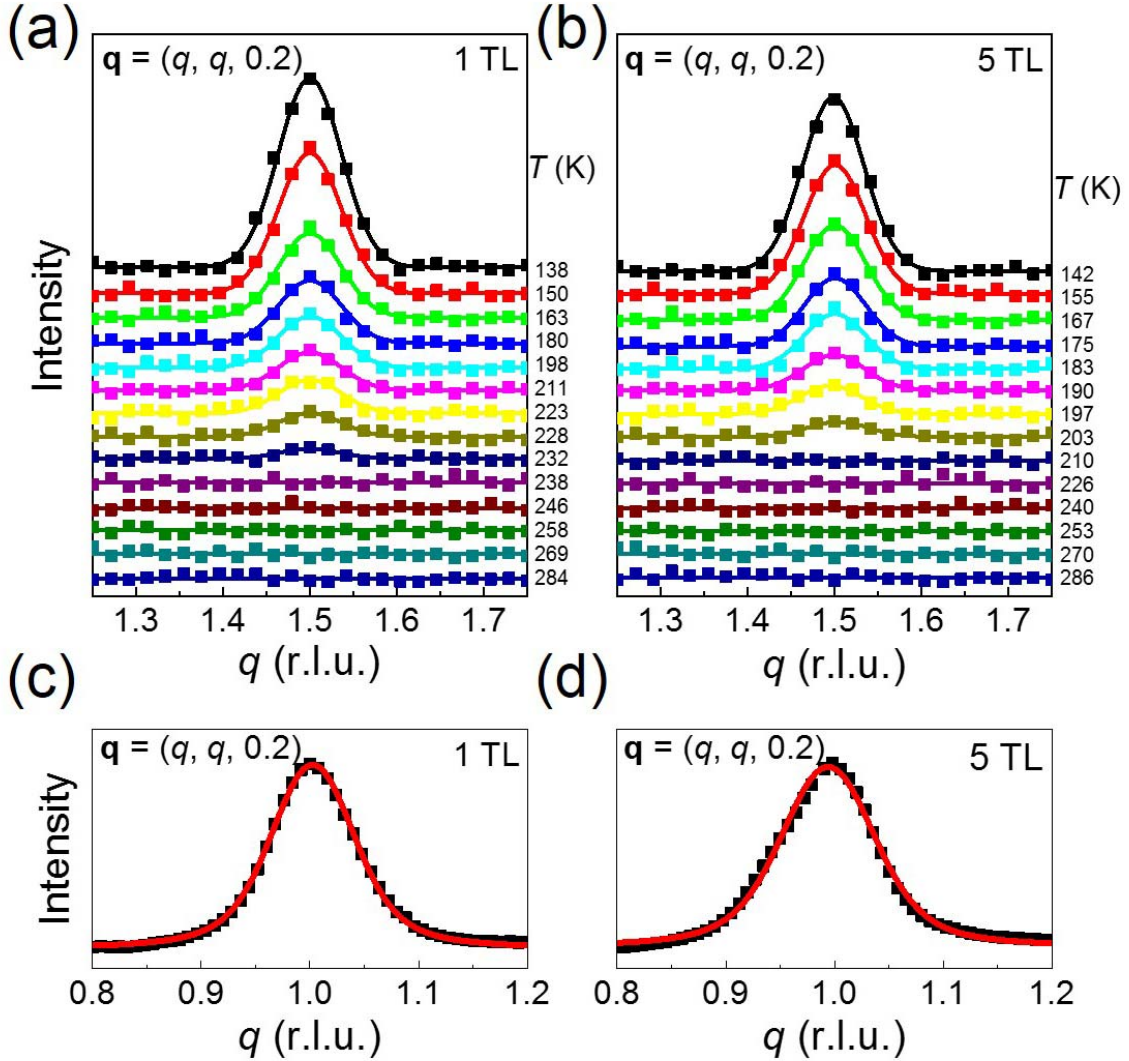 (a)
q = (q, q, 0.2)
1 TL
T (K)
Intensity
138
150
163
180
198
211
223
228
232
238
246
258
269
284
1.3 1.4 1.5 1.6 1.7
q (r.l.u.)
(b)
q = (q, q, 0.2)
5 TL
T (K)
142
155
167
175
183
190
197
203
210
226
240
253
270
286
1.3 1.4 1.5 1.6 1.7
q (r.l.u.)
(c)
q = (q, q, 0.2)
1 TL
Intensity
0.8 0.9 1.0 1.1 1.2
q (r.l.u.)
(d)
q = (q, q, 0.2)
5 TL
0.8 0.9 1.0 1.1 1.2
q (r.l.u.)